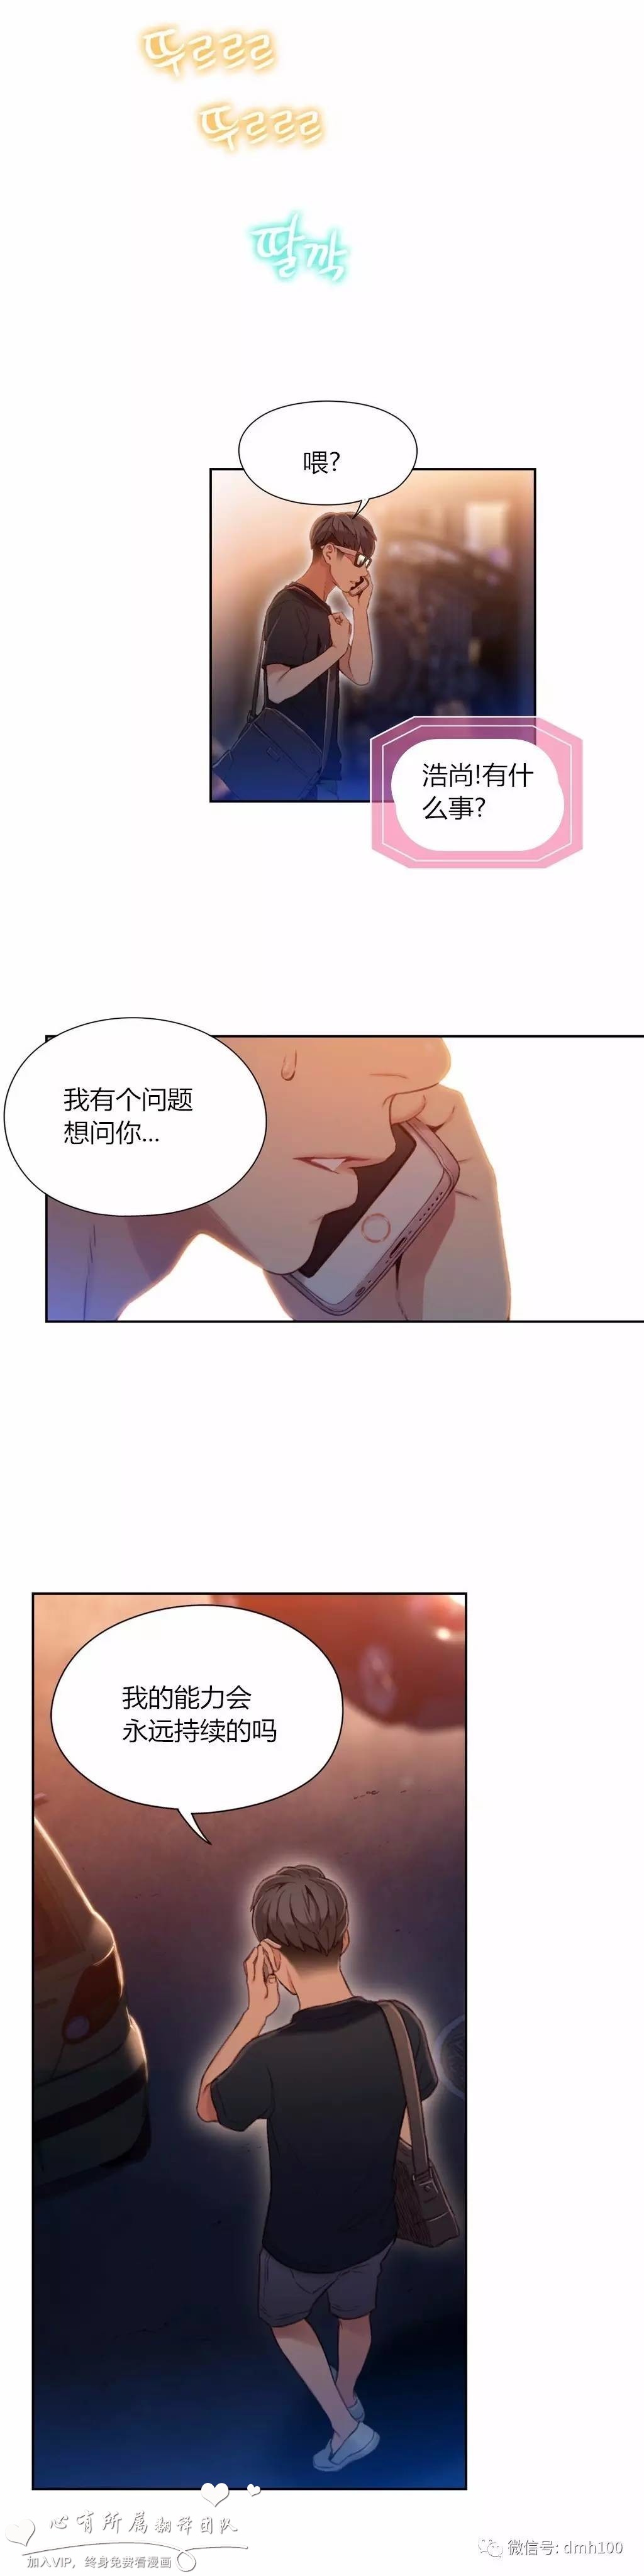 뚜르르르
뚜르르르
딸깍
喂?
浩尚!有什
么事?
我有个问题
想问你...
我的能力会
永远持续的吗
心有所属翻译团队
加入VIP，终身免费看漫画
微信号: dmh100